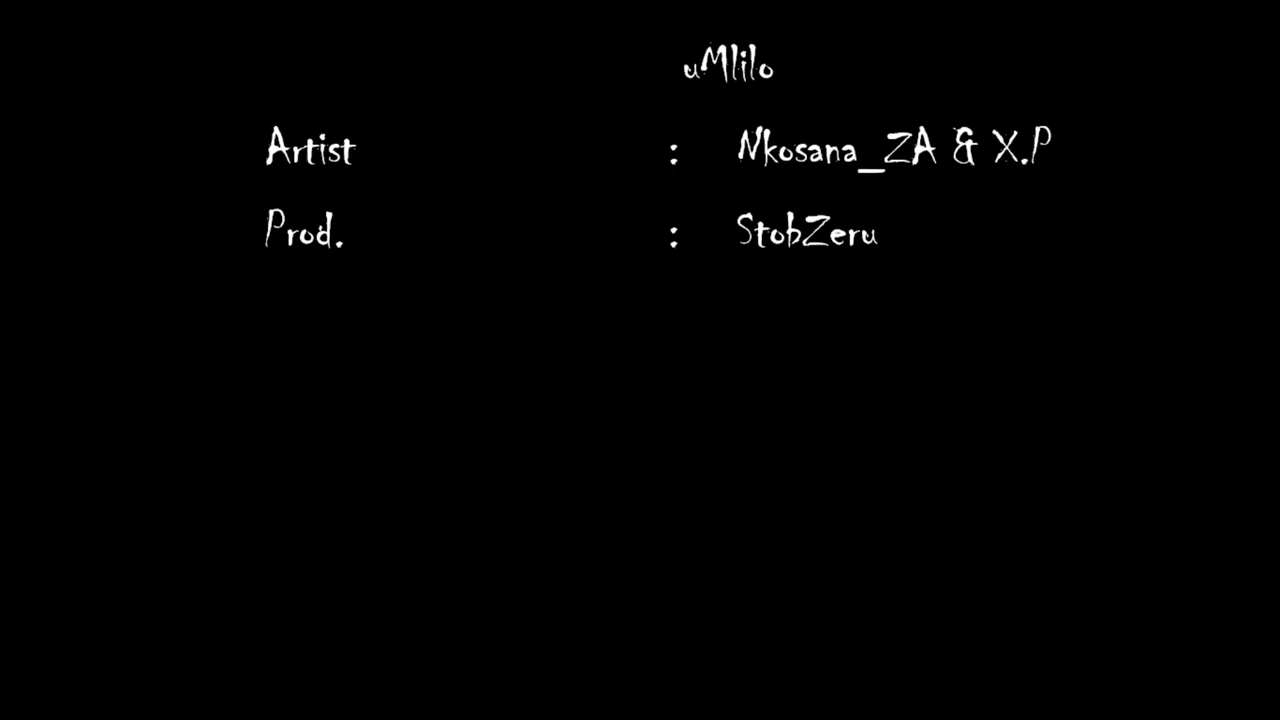 uMlilo
Artist : Nkosana_ZA & X.P
Prod. : StobZeru